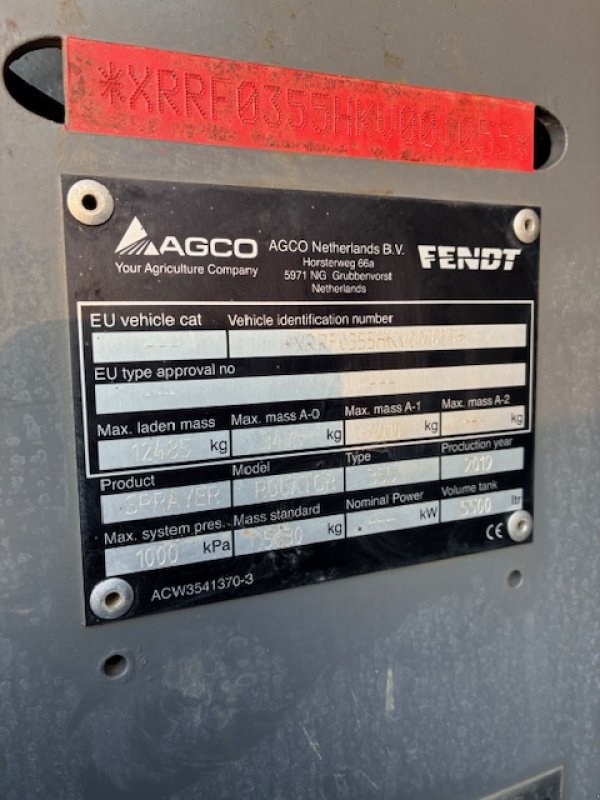 AGCO
Your Agriculture Company
AGCO Netherlands B.V.
Horsterweg 66a
5971 NG Grubbenvorst
Netherlands
FENDT
EU vehicle cat
---
Vehicle identification number
EU type approval no
---
---
Max. laden mass
12485 kg
Max. mass A-0
kg
Max. mass A-1
kg
Max. mass A-2
--- kg
Product
SPRAYER
Model
Type
Production year
2019
Max. system pres.
1000 kPa
Mass standard
kg
Nominal Power
--- kW
Volume tank
5500 ltr
CE
ACW3541370-3